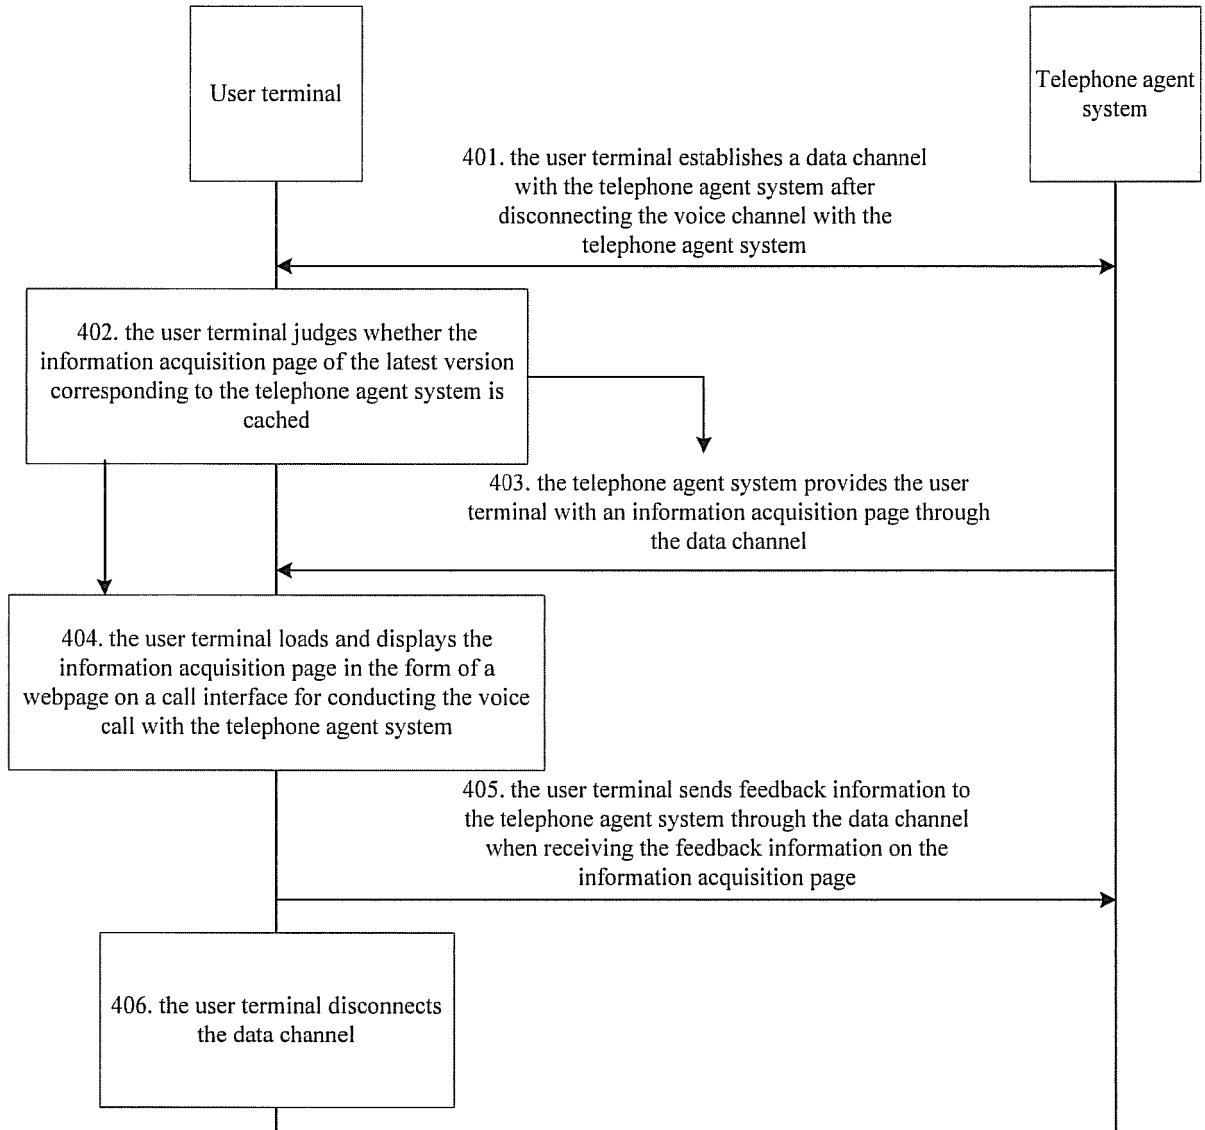 User terminal
Telephone agent
system
401. the user terminal establishes a data channel
with the telephone agent system after
disconnecting the voice channel with the
telephone agent system
402. the user terminal judges whether the
information acquisition page of the latest version
corresponding to the telephone agent system is
cached
403. the telephone agent system provides the user
terminal with an information acquisition page through
the data channel
404. the user terminal loads and displays the
information acquisition page in the form of a
webpage on a call interface for conducting the voice
call with the telephone agent system
405. the user terminal sends feedback information to
the telephone agent system through the data channel
when receiving the feedback information on the
information acquisition page
406. the user terminal disconnects
the data channel